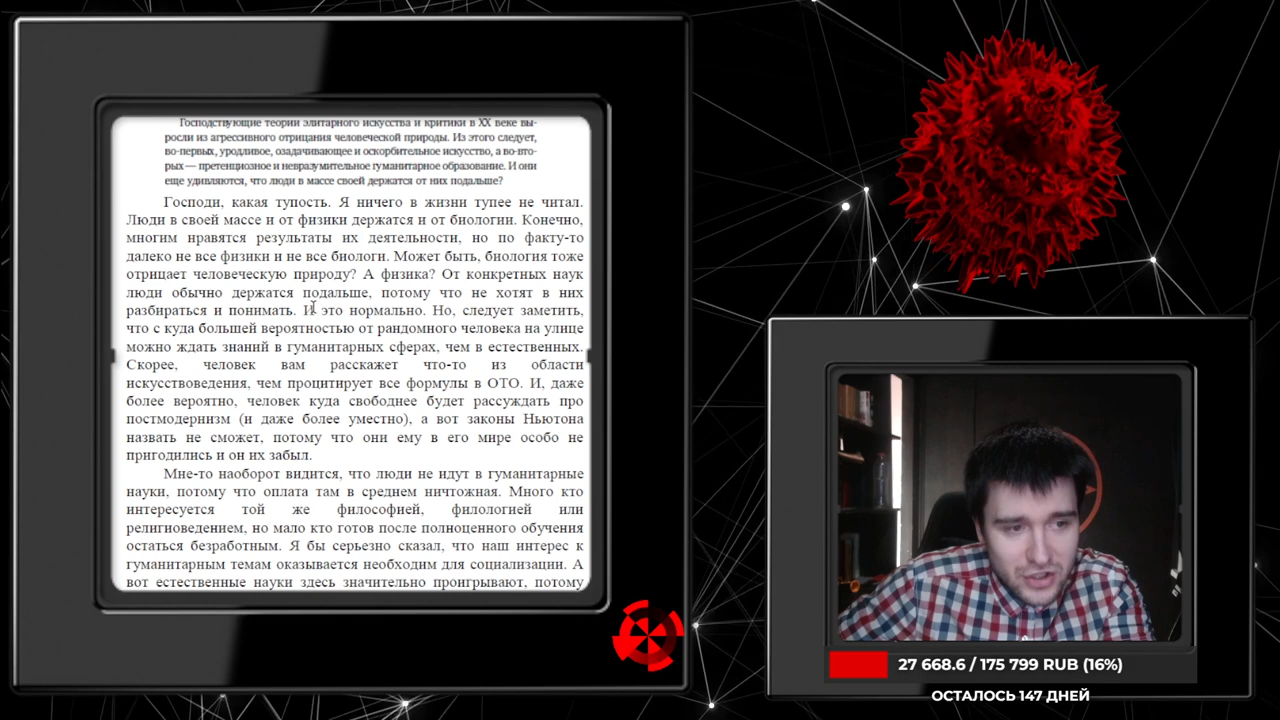 Господствующие теории элитарного искусства и критики в XX веке вы-
росли из агрессивного отрицания человеческой природы. Из этого следует,
во-первых, уродливое, озадачивающее и оскорбительное искусство, а во-вто-
рых — претенциозное и невразумительное гуманитарное образование. И они
еще удивляются, что люди в массе своей держатся от них подальше?
Господи, какая тупость. Я ничего в жизни тупее не читал.
Люди в своей массе и от физики держатся и от биологии. Конечно,
многим нравятся результаты их деятельности, но по факту-то
далеко не все физики и не все биологи. Может быть, биология тоже
отрицает человеческую природу? А физика? От конкретных наук
люди обычно держатся подальше, потому что не хотят в них
разбираться и понимать. И это нормально. Но, следует заметить,
что с куда большей вероятностью от рандомного человека на улице
можно ждать знаний в гуманитарных сферах, чем в естественных.
Скорее, человек вам расскажет что-то из области
искусствоведения, чем процитирует все формулы в ОТО. И, даже
более вероятно, человек куда свободнее будет рассуждать про
постмодернизм (и даже более уместно), а вот законы Ньютона
назвать не сможет, потому что они ему в его мире особо не
пригодились и он их забыл.
Мне-то наоборот видится, что люди не идут в гуманитарные
науки, потому что оплата там в среднем ничтожная. Много кто
интересуется той же философией, филологией или
религиоведением, но мало кто готов после полноценного обучения
остаться безработным. Я бы серьезно сказал, что наш интерес к
гуманитарным темам оказывается необходим для социализации. А
вот естественные науки здесь значительно проигрывают, потому
27 668.6 / 175 799 RUB (16%)
ОСТАЛОСЬ 147 ДНЕЙ